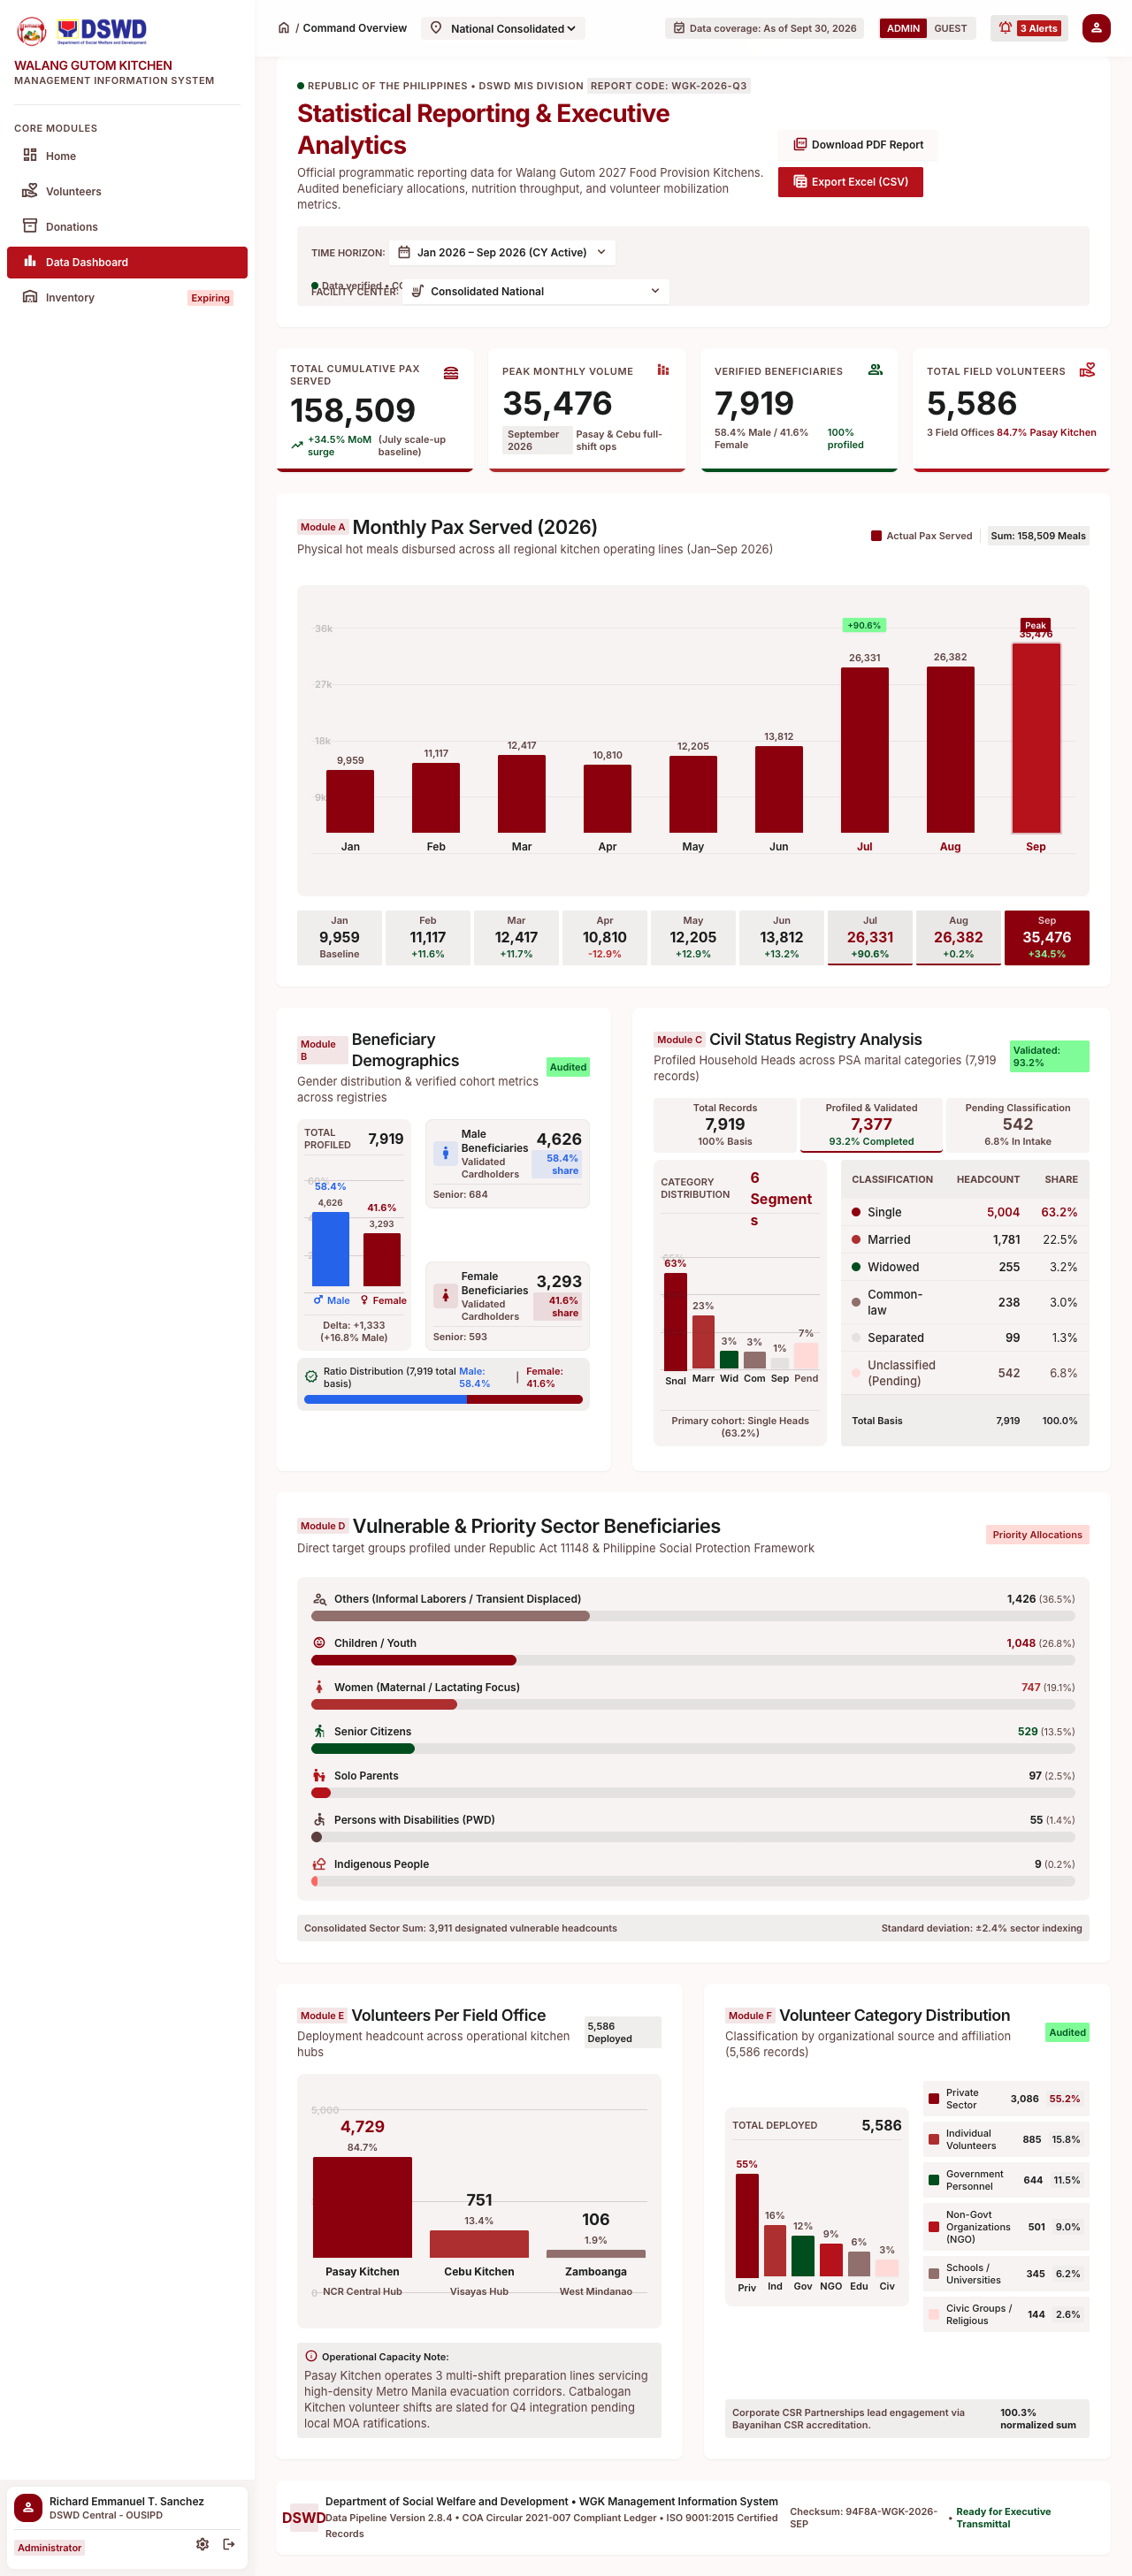 DSWD
Department of Social Welfare and Development
WALANG GUTOM KITCHEN
MANAGEMENT INFORMATION SYSTEM
CORE MODULES
Home
Volunteers
Donations
Data Dashboard
Inventory Expiring
/ Command Overview National Consolidated Data coverage: As of Sept 30, 2026 ADMIN GUEST 3 Alerts
REPUBLIC OF THE PHILIPPINES • DSWD MIS DIVISION REPORT CODE: WGK-2026-Q3
Statistical Reporting & Executive
Analytics
Official programmatic reporting data for Walang Gutom 2027 Food Provision Kitchens.
Audited beneficiary allocations, nutrition throughput, and volunteer mobilization
metrics.
Download PDF Report
Export Excel (CSV)
TIME HORIZON: Jan 2026 – Sep 2026 (CY Active)
Data verified • CO
FACILITY CENTER: Consolidated National
TOTAL CUMULATIVE PAX
SERVED
158,509
+34.5% MoM
surge
(July scale-up
baseline)
PEAK MONTHLY VOLUME
35,476
September
2026
Pasay & Cebu full-
shift ops
VERIFIED BENEFICIARIES
7,919
58.4% Male / 41.6%
Female
100%
profiled
TOTAL FIELD VOLUNTEERS
5,586
3 Field Offices 84.7% Pasay Kitchen
Module A Monthly Pax Served (2026)
Physical hot meals disbursed across all regional kitchen operating lines (Jan–Sep 2026)
Actual Pax Served Sum: 158,509 Meals
36k
27k
18k
9k
+90.6% Peak
9,959 11,117 12,417 10,810 12,205 13,812 26,331 26,382 35,476
Jan Feb Mar Apr May Jun Jul Aug Sep
Jan Feb Mar Apr May Jun Jul Aug Sep
9,959 11,117 12,417 10,810 12,205 13,812 26,331 26,382 35,476
Baseline +11.6% +11.7% -12.9% +12.9% +13.2% +90.6% +0.2% +34.5%
Module
B
Beneficiary
Demographics
Gender distribution & verified cohort metrics
across registries
Audited
TOTAL
PROFILED
7,919
60%
58.4%
4,626
41.6%
3,293
Male Female
Delta: +1,333
(+16.8% Male)
Male
Beneficiaries
Validated
Cardholders
4,626
58.4%
share
Senior: 684
Female
Beneficiaries
Validated
Cardholders
3,293
41.6%
share
Senior: 593
Ratio Distribution (7,919 total
basis)
Male:
58.4%
|
Female:
41.6%
Module C Civil Status Registry Analysis
Profiled Household Heads across PSA marital categories (7,919
records)
Validated:
93.2%
Total Records
7,919
100% Basis
Profiled & Validated
7,377
93.2% Completed
Pending Classification
542
6.8% In Intake
CATEGORY
DISTRIBUTION
6
Segment
s
65%
63% 23% 3% 3% 1% 7%
Sngl Marr Wid Com Sep Pend
Primary cohort: Single Heads
(63.2%)
CLASSIFICATION HEADCOUNT SHARE
Single 5,004 63.2%
Married 1,781 22.5%
Widowed 255 3.2%
Common-
law 238 3.0%
Separated 99 1.3%
Unclassified
(Pending) 542 6.8%
Total Basis 7,919 100.0%
Module D Vulnerable & Priority Sector Beneficiaries
Direct target groups profiled under Republic Act 11148 & Philippine Social Protection Framework
Priority Allocations
Others (Informal Laborers / Transient Displaced) 1,426 (36.5%)
Children / Youth 1,048 (26.8%)
Women (Maternal / Lactating Focus) 747 (19.1%)
Senior Citizens 529 (13.5%)
Solo Parents 97 (2.5%)
Persons with Disabilities (PWD) 55 (1.4%)
Indigenous People 9 (0.2%)
Consolidated Sector Sum: 3,911 designated vulnerable headcounts Standard deviation: ±2.4% sector indexing
Module E Volunteers Per Field Office
Deployment headcount across operational kitchen
hubs
5,586
Deployed
5,000
4,729
84.7%
751
13.4%
106
1.9%
Pasay Kitchen Cebu Kitchen Zamboanga
0 NCR Central Hub Visayas Hub West Mindanao
Operational Capacity Note:
Pasay Kitchen operates 3 multi-shift preparation lines servicing
high-density Metro Manila evacuation corridors. Catbalogan
Kitchen volunteer shifts are slated for Q4 integration pending
local MOA ratifications.
Module F Volunteer Category Distribution
Classification by organizational source and affiliation
(5,586 records)
Audited
TOTAL DEPLOYED 5,586
55% 16% 12% 9% 6% 3%
Priv Ind Gov NGO Edu Civ
Private
Sector 3,086 55.2%
Individual
Volunteers 885 15.8%
Government
Personnel 644 11.5%
Non-Govt
Organizations
(NGO) 501 9.0%
Schools /
Universities 345 6.2%
Civic Groups /
Religious 144 2.6%
Corporate CSR Partnerships lead engagement via
Bayanihan CSR accreditation.
100.3%
normalized sum
Richard Emmanuel T. Sanchez
DSWD Central - OUSIPD
Administrator
DSWD
Department of Social Welfare and Development • WGK Management Information System
Data Pipeline Version 2.8.4 • COA Circular 2021-007 Compliant Ledger • ISO 9001:2015 Certified
Records
Checksum: 94F8A-WGK-2026-
SEP
•
Ready for Executive
Transmittal